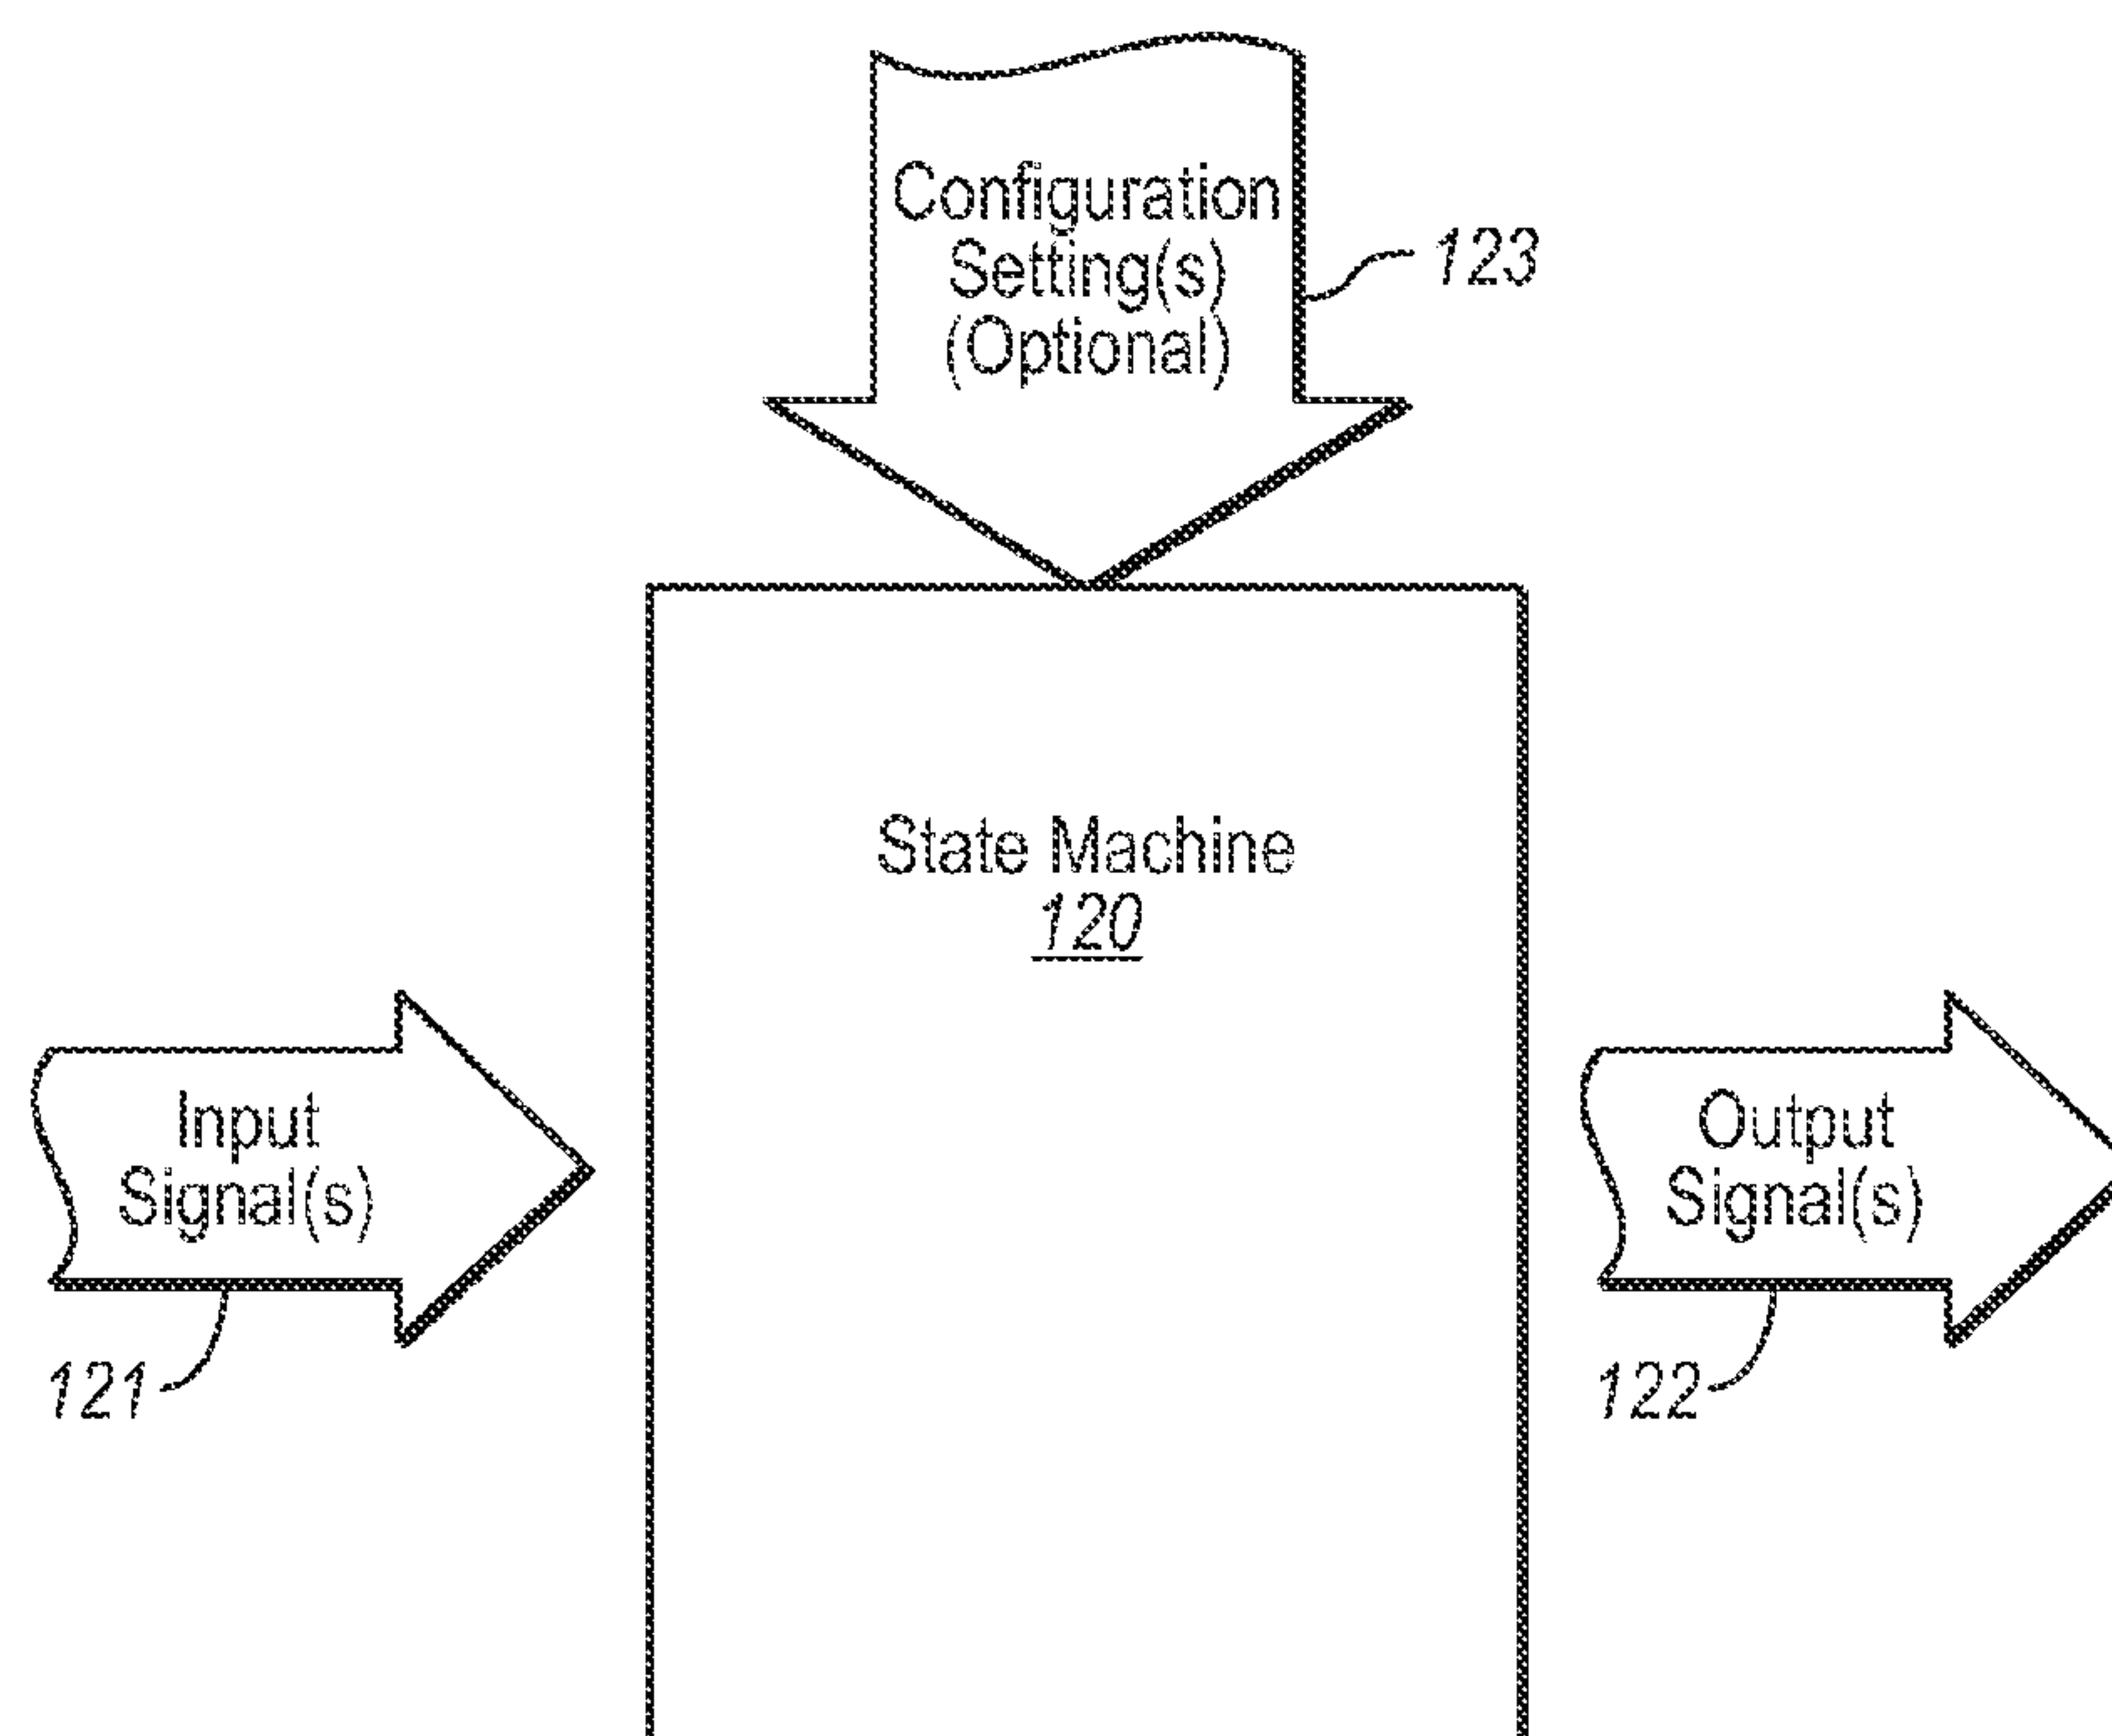 Configuration
Setting(s)
(Optional)
123
State Machine
120
Input
Signal(s)
121
Output
Signal(s)
122